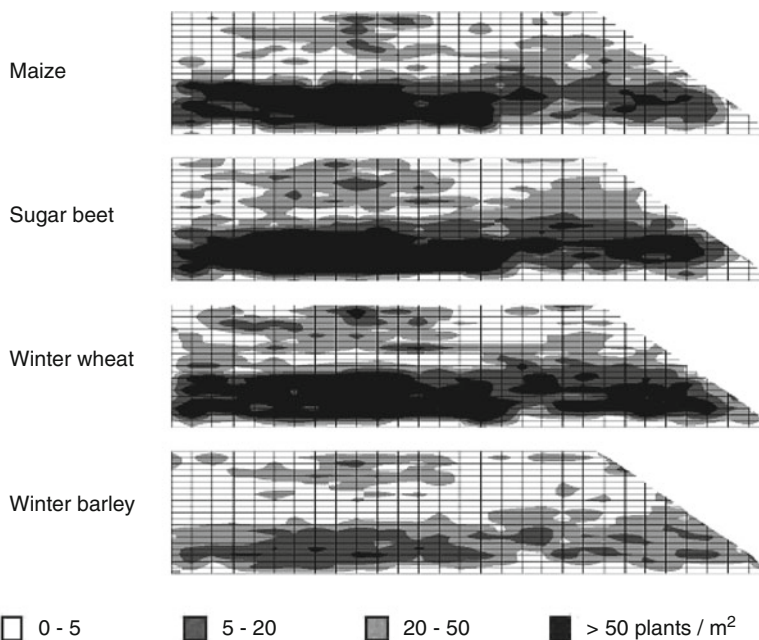 Maize
Sugar beet
Winter wheat
Winter barley
0 - 5 5 - 20 20 - 50 > 50 plants / m²